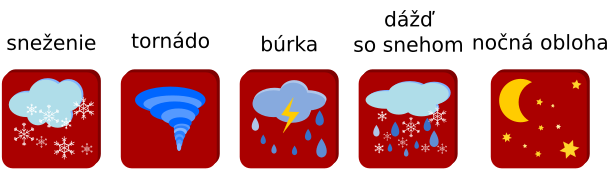 sneženie
tornádo
búrka
dážď
so snehom
nočná obloha